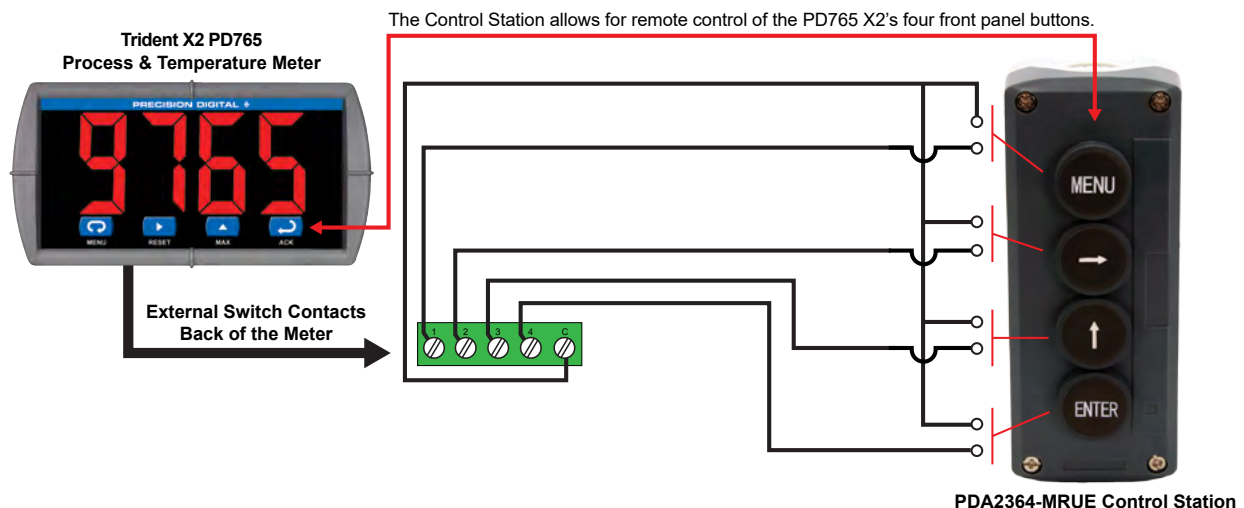 The Control Station allows for remote control of the PD765 X2's four front panel buttons.
Trident X2 PD765
Process & Temperature Meter
PRECISION DIGITAL
9765
MENU RESET MAX ACK
External Switch Contacts
Back of the Meter
1 2 3 4 C
MENU
ENTER
PDA2364-MRUE Control Station